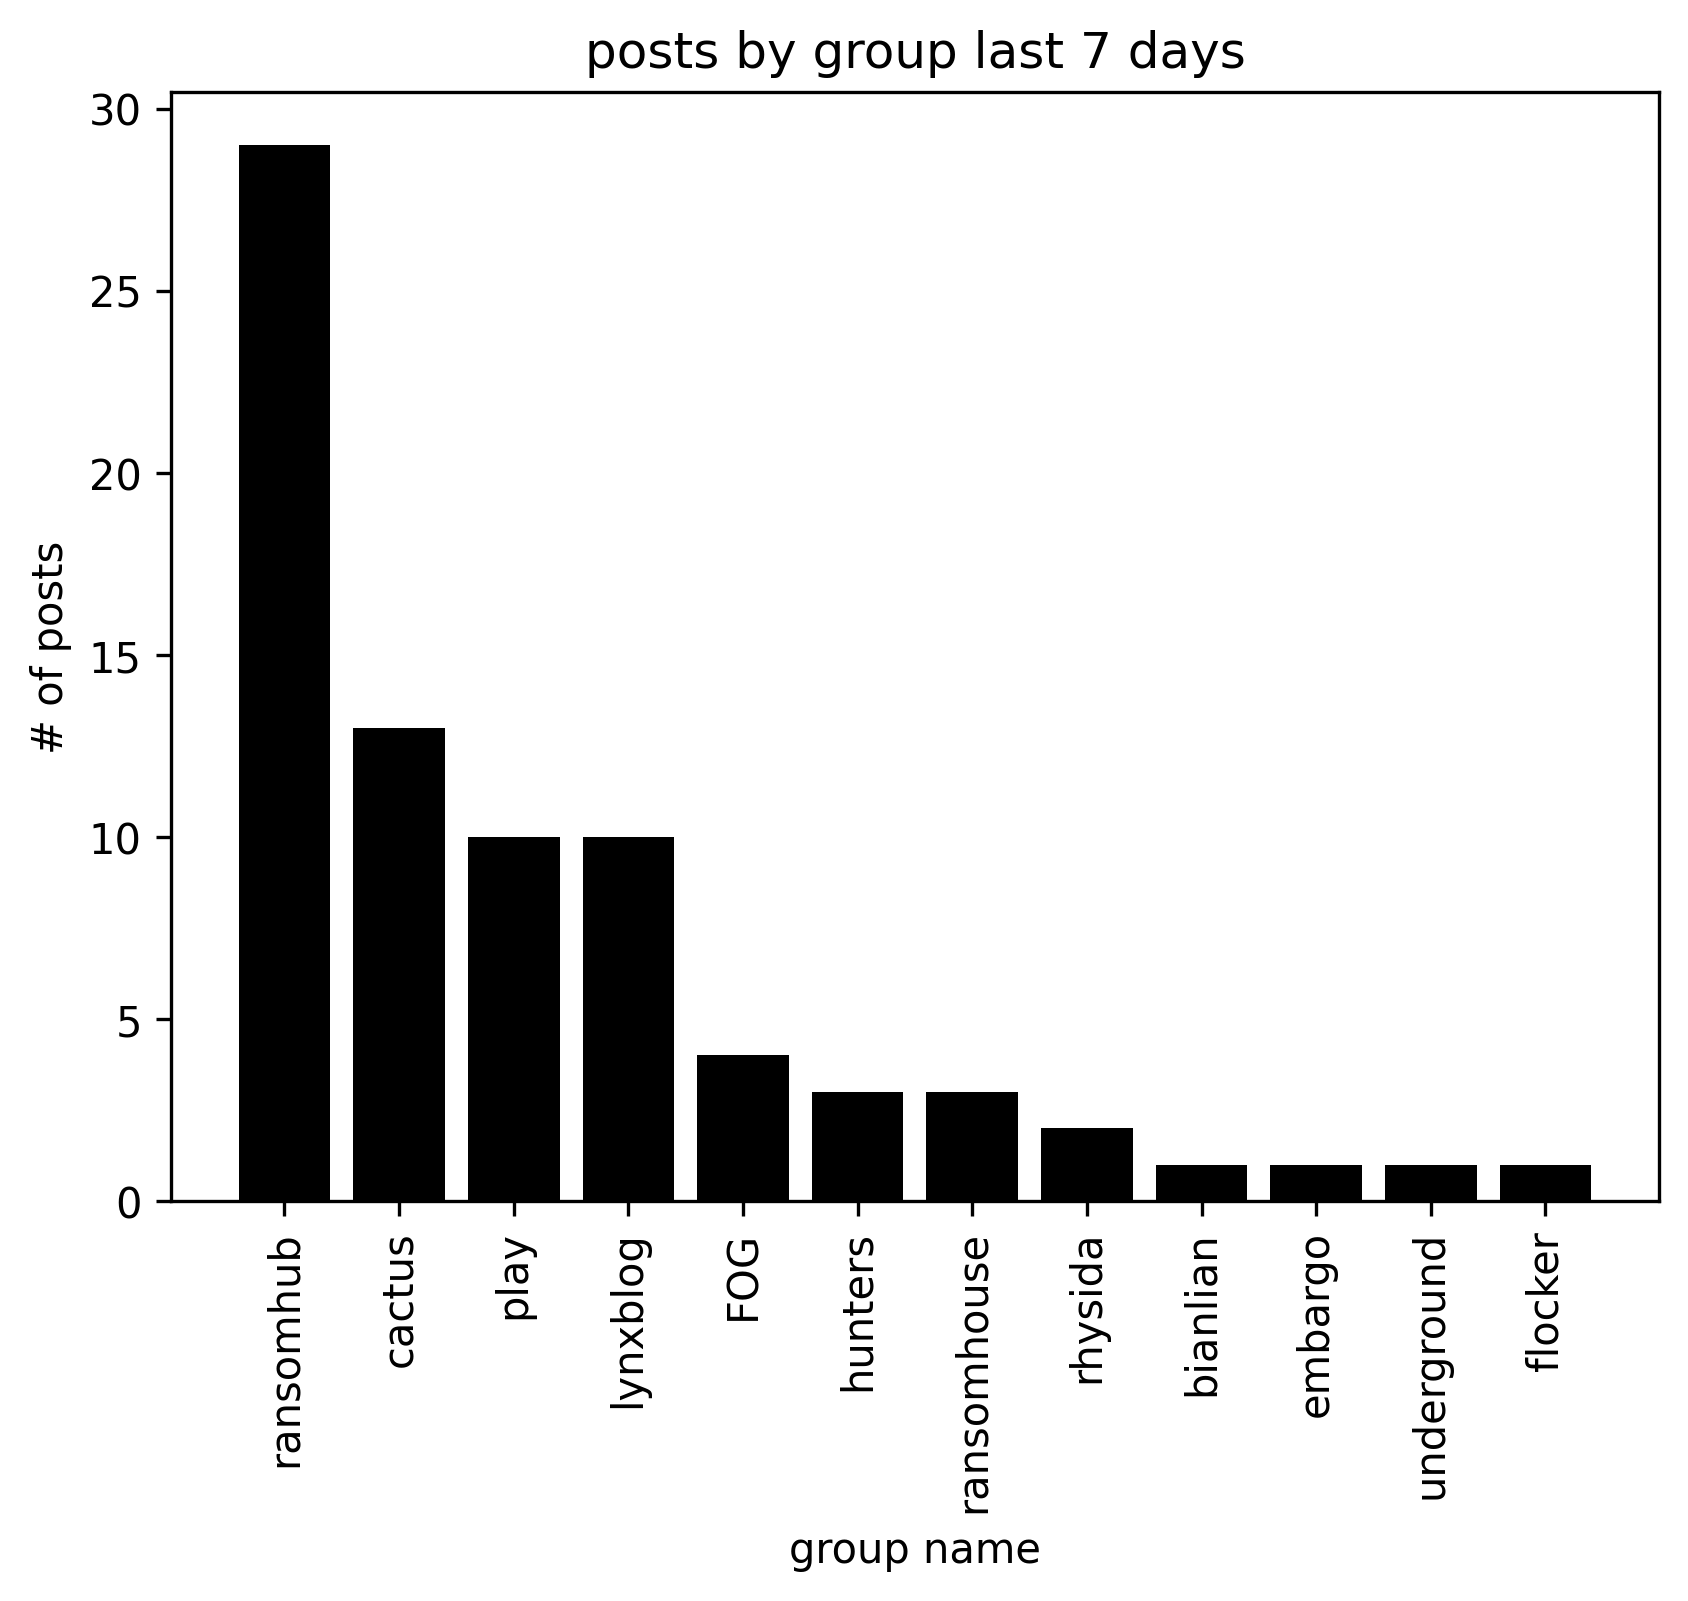 posts by group last 7 days
30
25
20
15
10
5
0
# of posts
ransomhub
cactus
play
lynxblog
FOG
hunters
ransomhouse
rhysida
bianlian
embargo
underground
flocker
group name